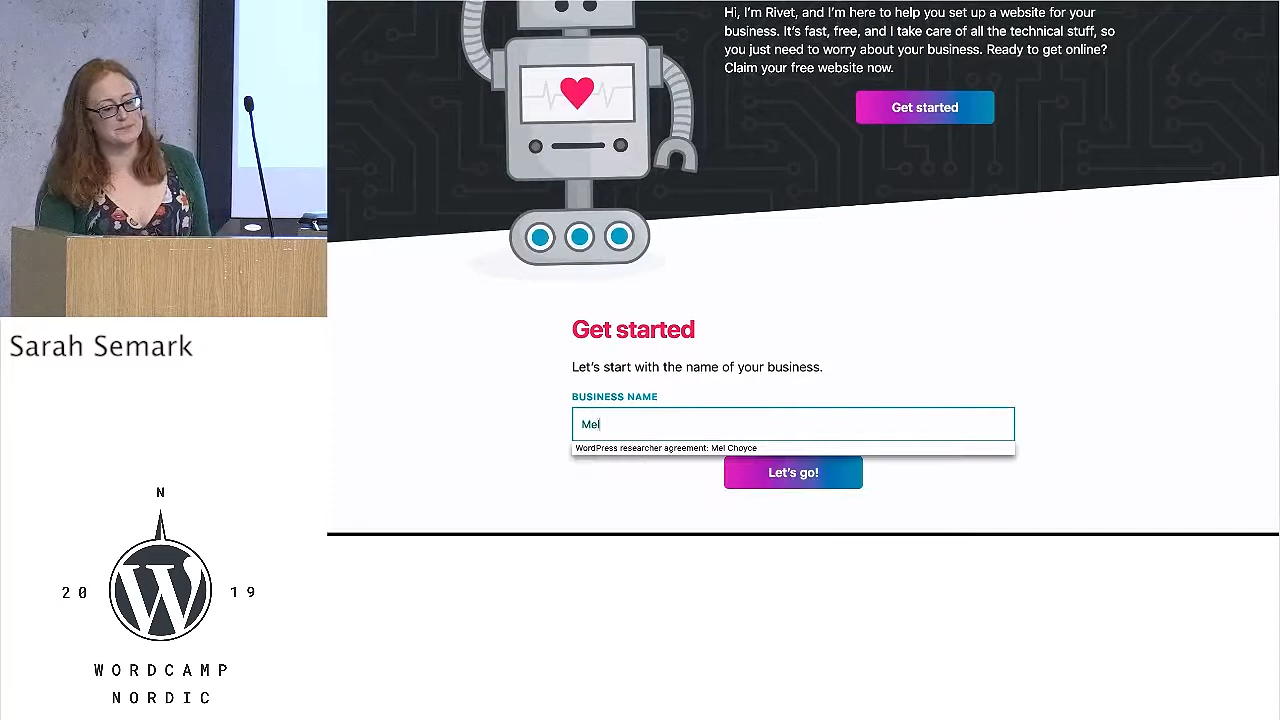 Hi, I’m Rivet, and I’m here to help you set up a website for your
business. It’s fast, free, and I take care of all the technical stuff, so
you just need to worry about your business. Ready to get online?
Claim your free website now.
Get started
Get started
Let’s start with the name of your business.
BUSINESS NAME
Mel
WordPress researcher agreement: Mel Choyce
Let’s go!
Sarah Semark
N
20 19
WORDCAMP
NORDIC